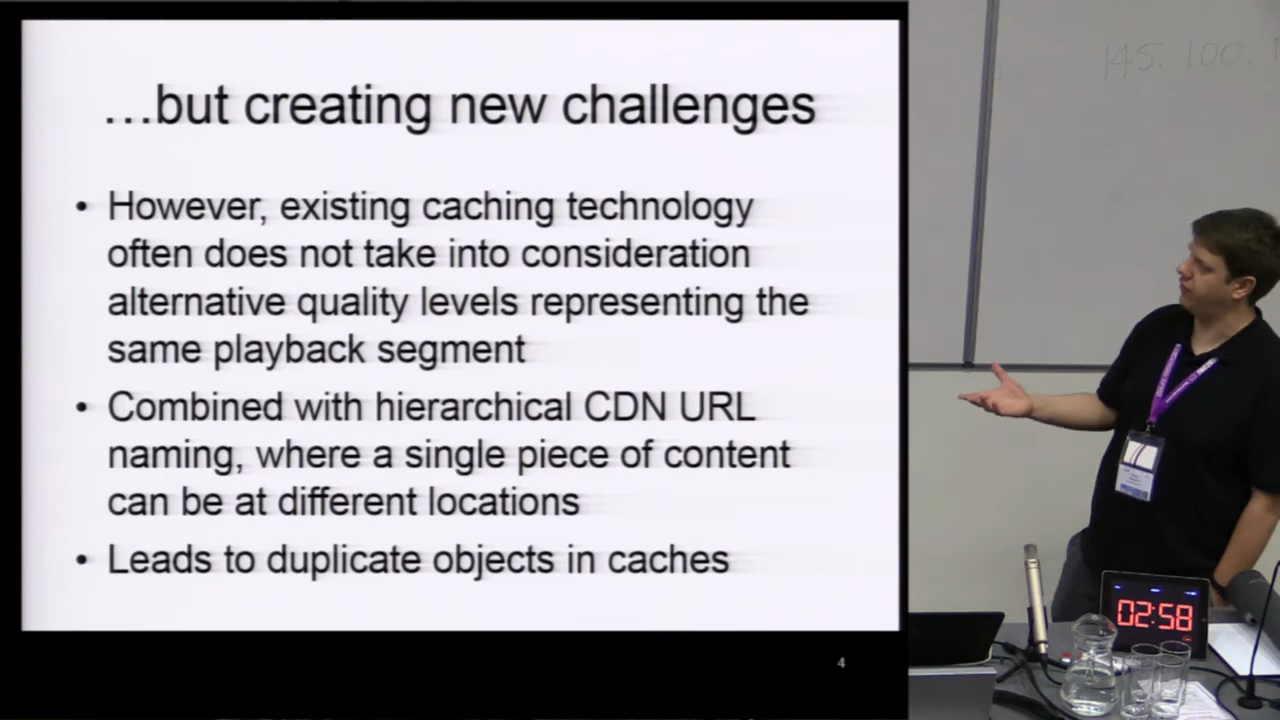 …but creating new challenges
• However, existing caching technology
often does not take into consideration
alternative quality levels representing the
same playback segment
• Combined with hierarchical CDN URL
naming, where a single piece of content
can be at different locations
• Leads to duplicate objects in caches
4
145. 100.
02:58